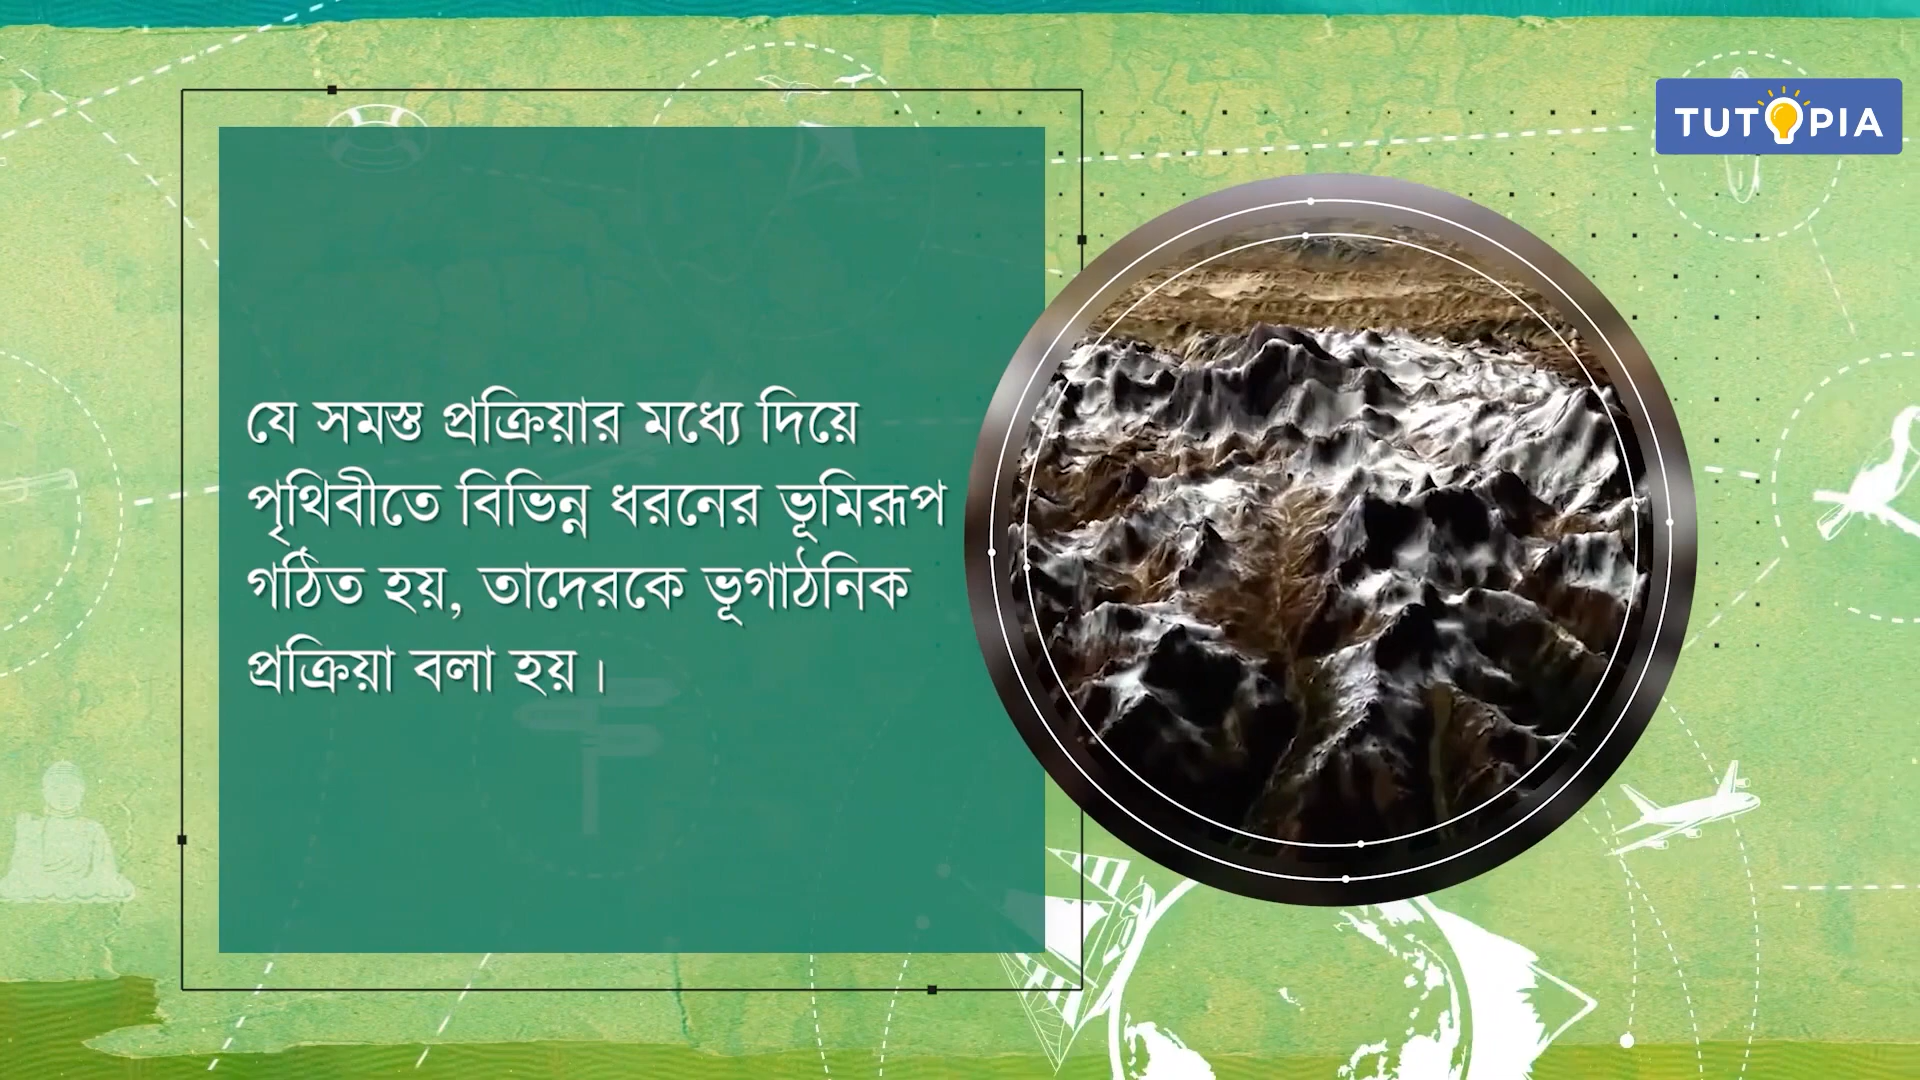 TUTOPIA
যে সমস্ত প্রক্রিয়ার মধ্যে দিয়ে
পৃথিবীতে বিভিন্ন ধরনের ভূমিরূপ
গঠিত হয়, তাদেরকে ভূগাঠনিক
প্রক্রিয়া বলা হয়।